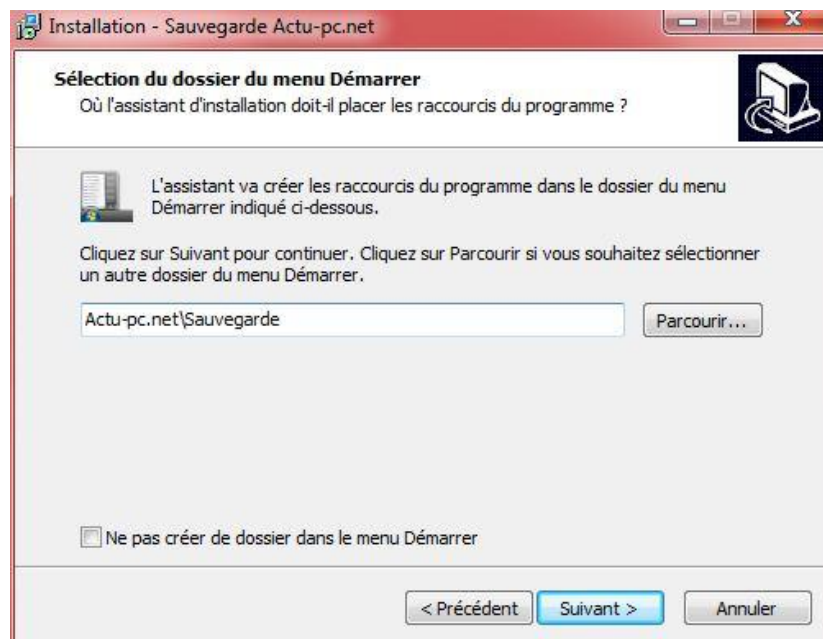 Installation - Sauvegarde Actu-pc.net
Sélection du dossier du menu Démarrer
Où l'assistant d'installation doit-il placer les raccourcis du programme ?
L'assistant va créer les raccourcis du programme dans le dossier du menu
Démarrer indiqué ci-dessous.
Cliquez sur Suivant pour continuer. Cliquez sur Parcourir si vous souhaitez sélectionner
un autre dossier du menu Démarrer.
Actu-pc.net\Sauvegarde
Parcourir...
Ne pas créer de dossier dans le menu Démarrer
< Précédent
Suivant >
Annuler